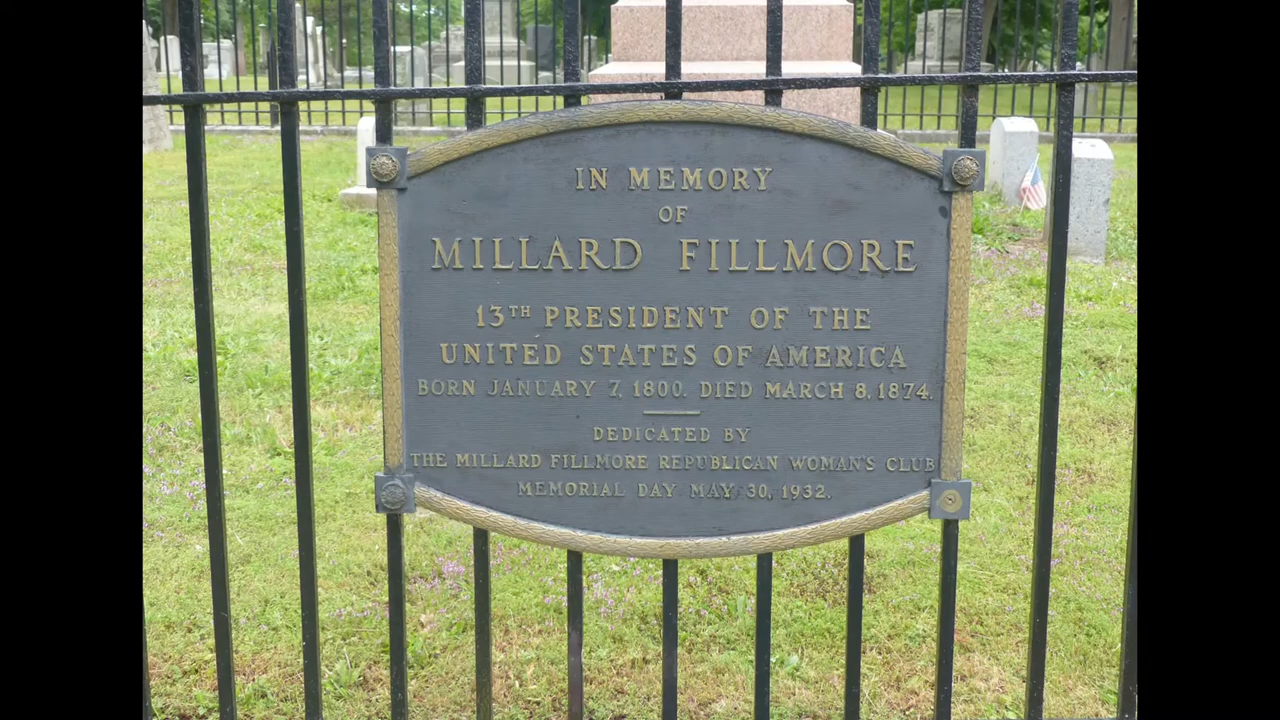 IN MEMORY
OF
MILLARD FILLMORE
13TH PRESIDENT OF THE
UNITED STATES OF AMERICA
BORN JANUARY 7, 1800. DIED MARCH 8, 1874.
DEDICATED BY
THE MILLARD FILLMORE REPUBLICAN WOMAN'S CLUB
MEMORIAL DAY MAY 30, 1932.